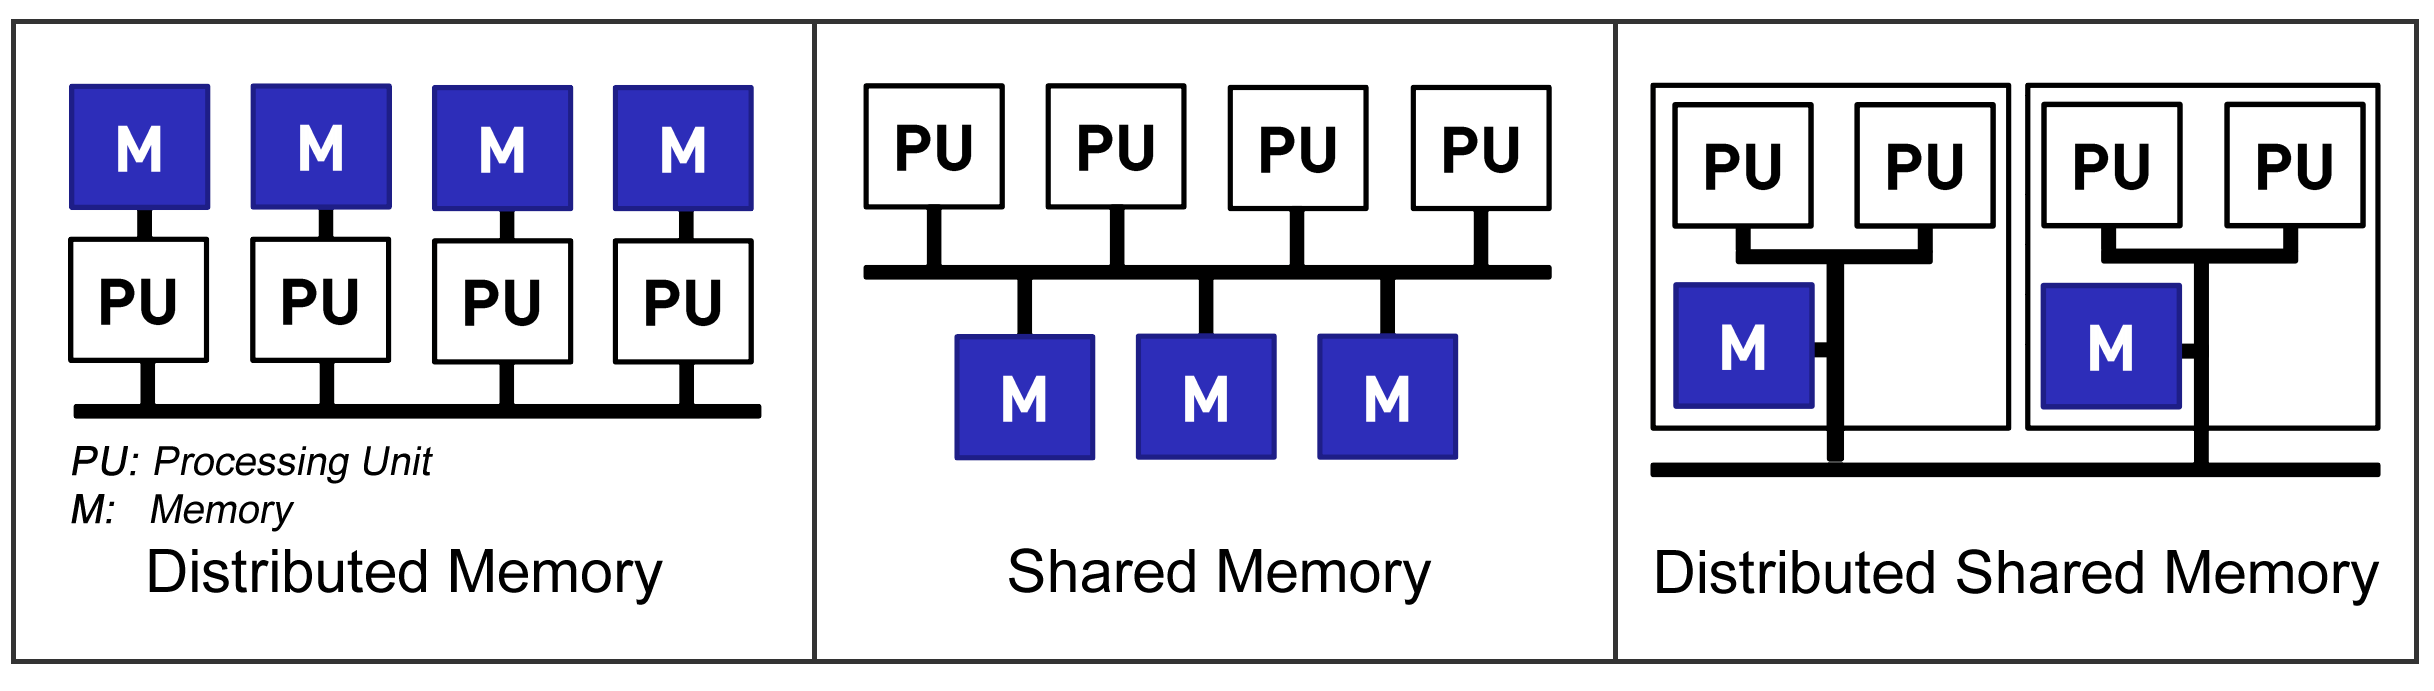 M M M M
PU PU PU PU
PU: Processing Unit
M: Memory
Distributed Memory
PU PU PU PU
M M M
Shared Memory
PU PU PU PU
M M
Distributed Shared Memory